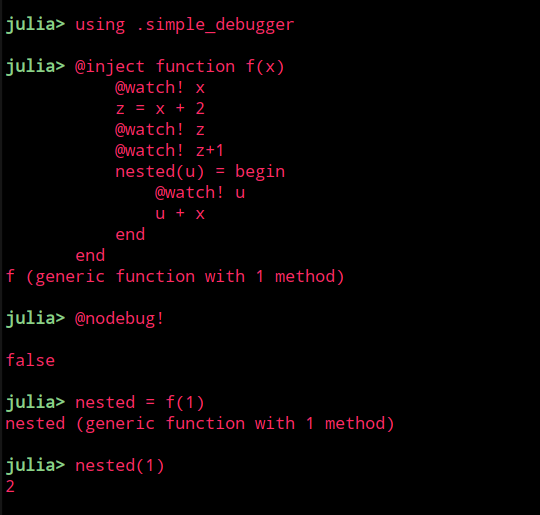 julia> using .simple_debugger
julia> @inject function f(x)
@watch! x
z = x + 2
@watch! z
@watch! z+1
nested(u) = begin
@watch! u
u + x
end
end
f (generic function with 1 method)
julia> @nodebug!
false
julia> nested = f(1)
nested (generic function with 1 method)
julia> nested(1)
2